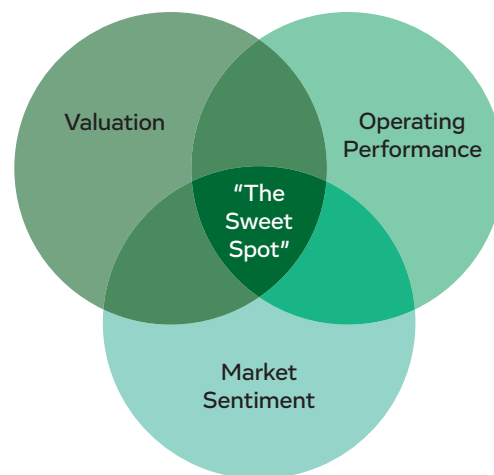 Valuation
Operating
Performance
“The
Sweet
Spot”
Market
Sentiment